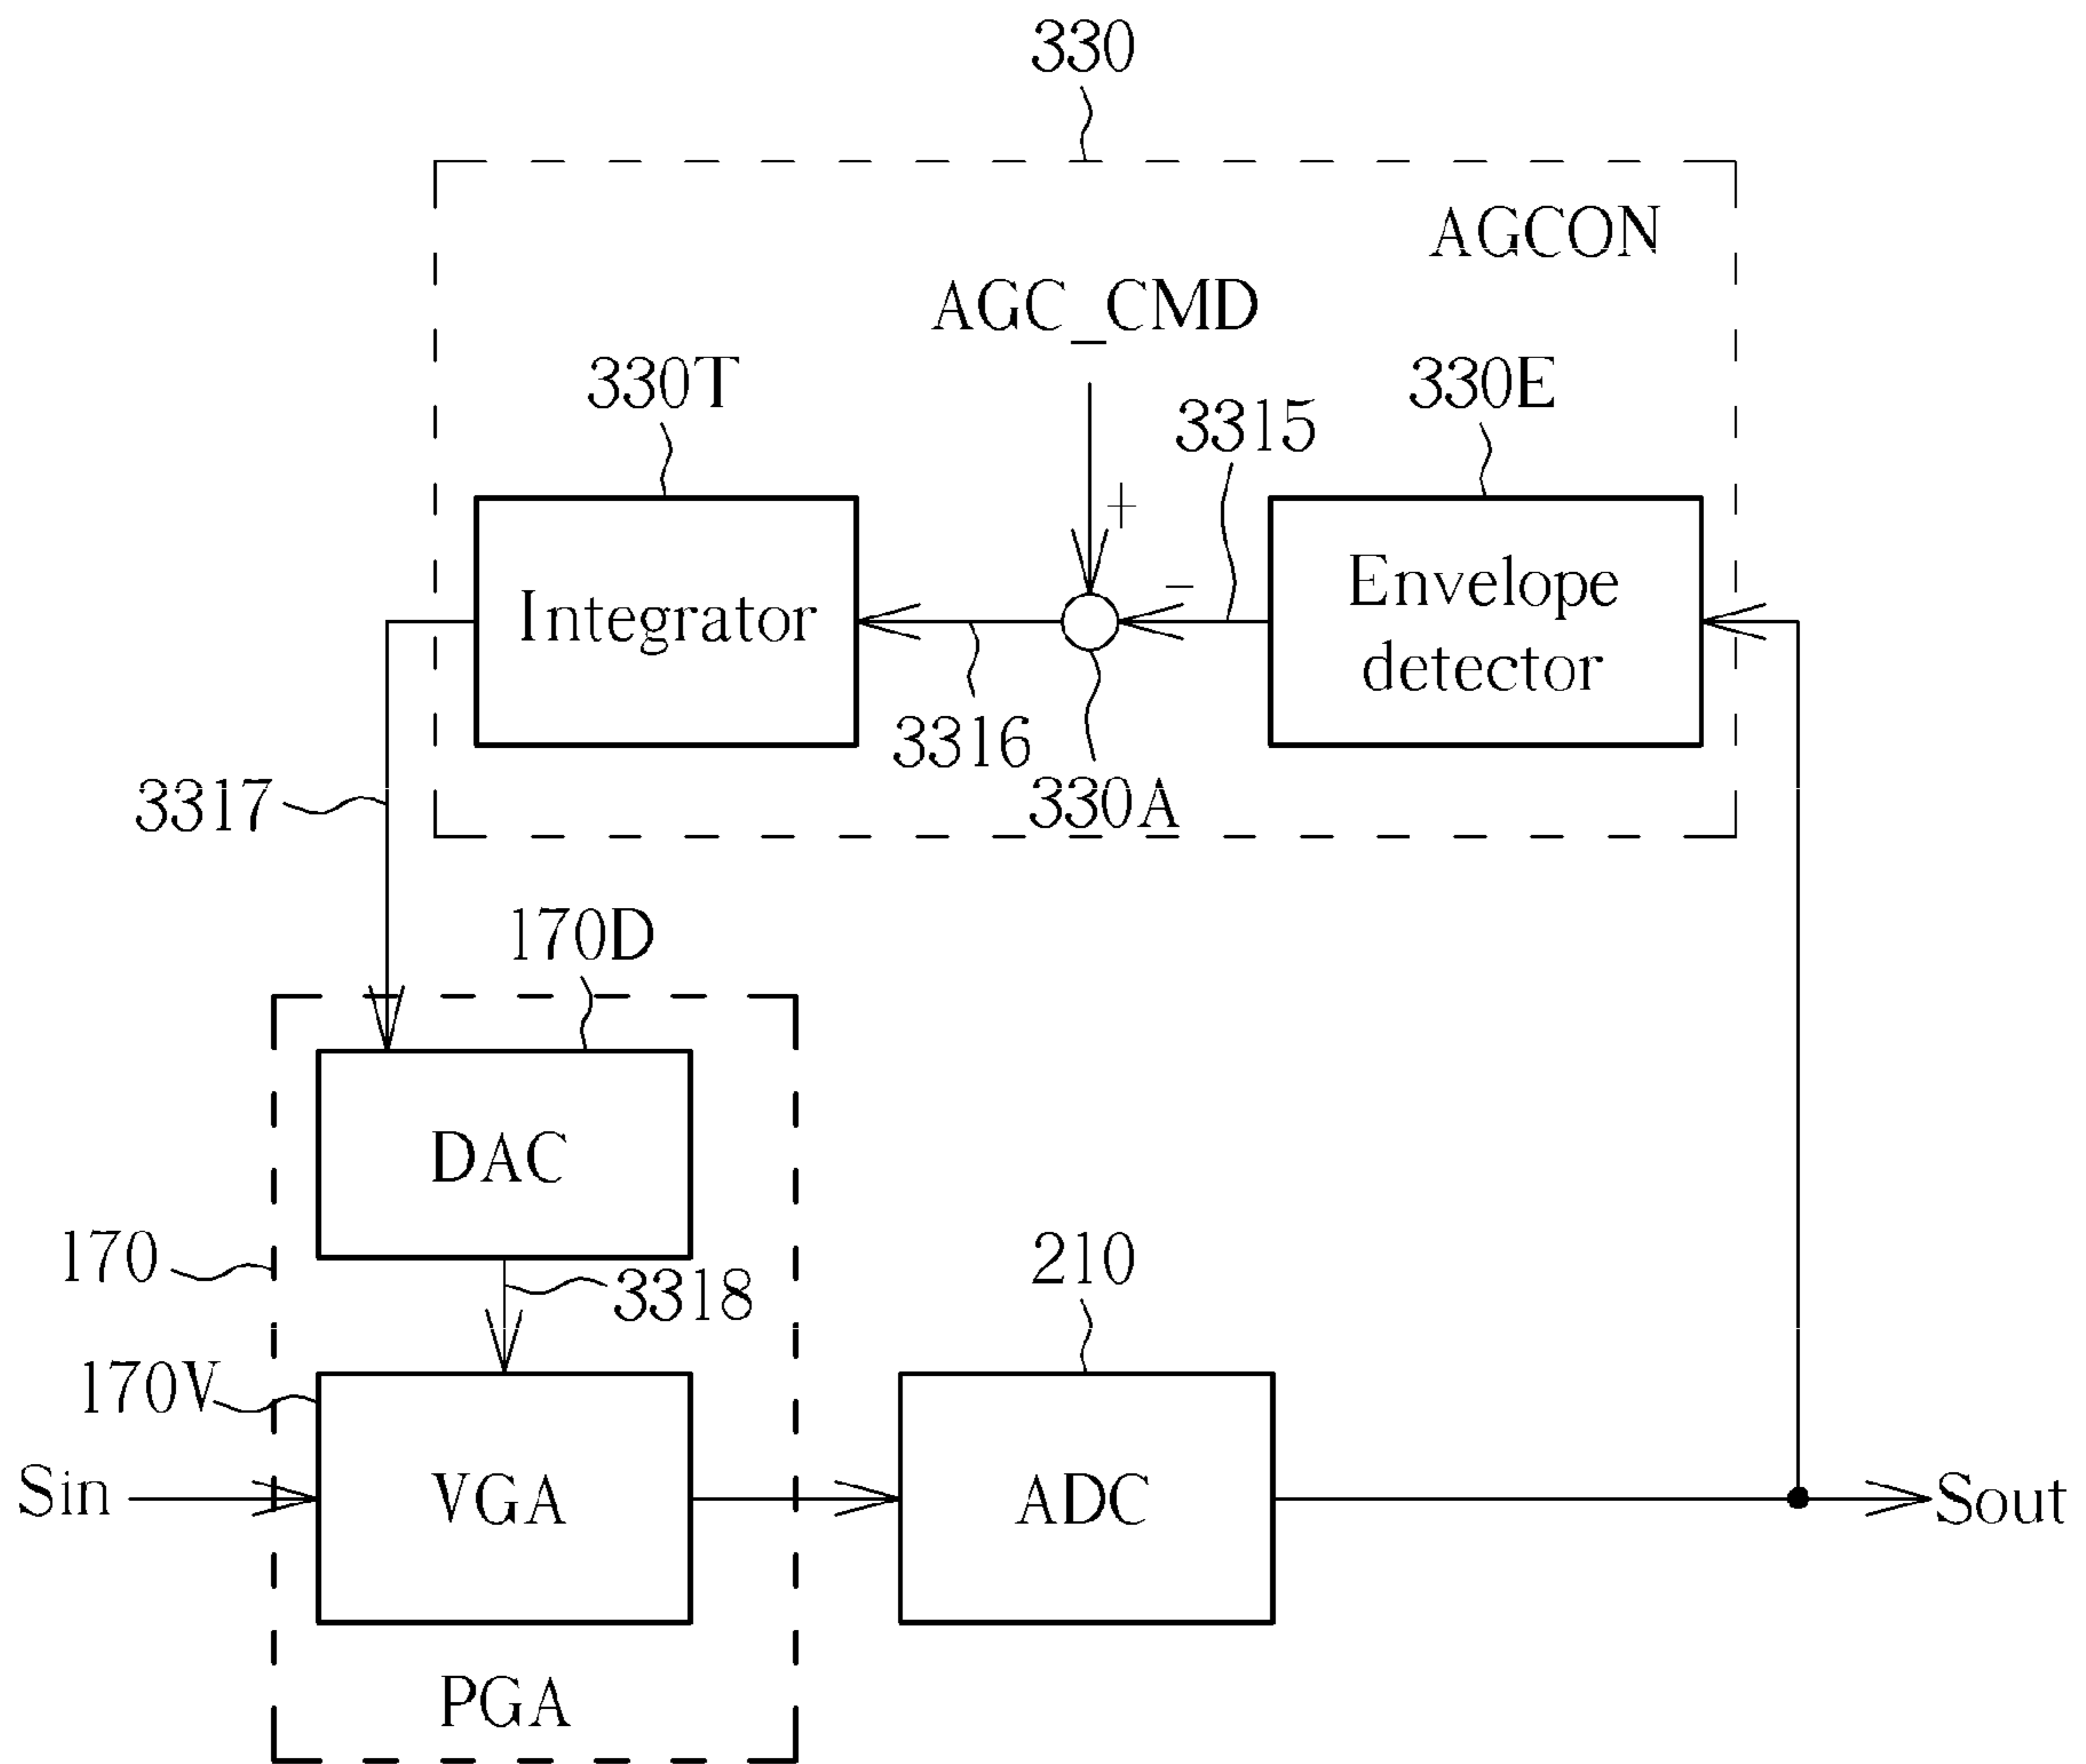 330
AGCON
AGC_CMD
330T
330E
3315
+
-
Integrator
Envelope
detector
3316
330A
3317
170D
DAC
170
3318
210
170V
Sin
VGA
ADC
Sout
PGA